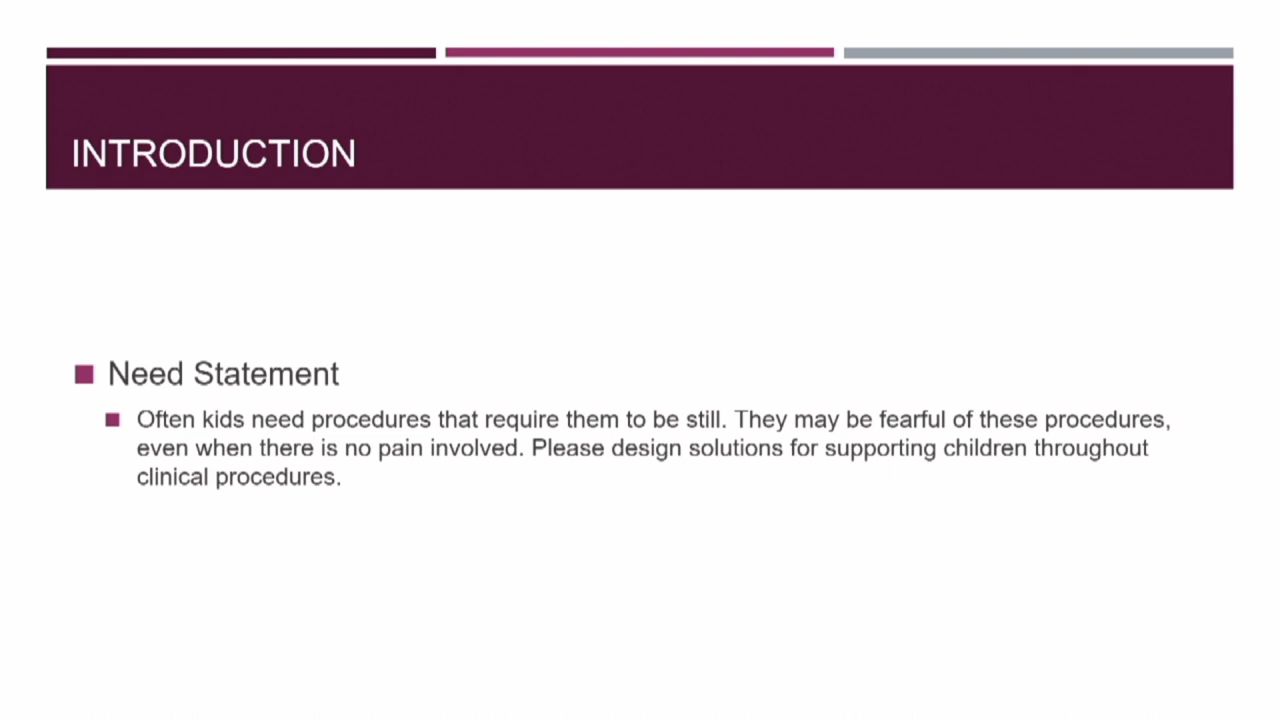 INTRODUCTION
Need Statement
Often kids need procedures that require them to be still. They may be fearful of these procedures,
even when there is no pain involved. Please design solutions for supporting children throughout
clinical procedures.